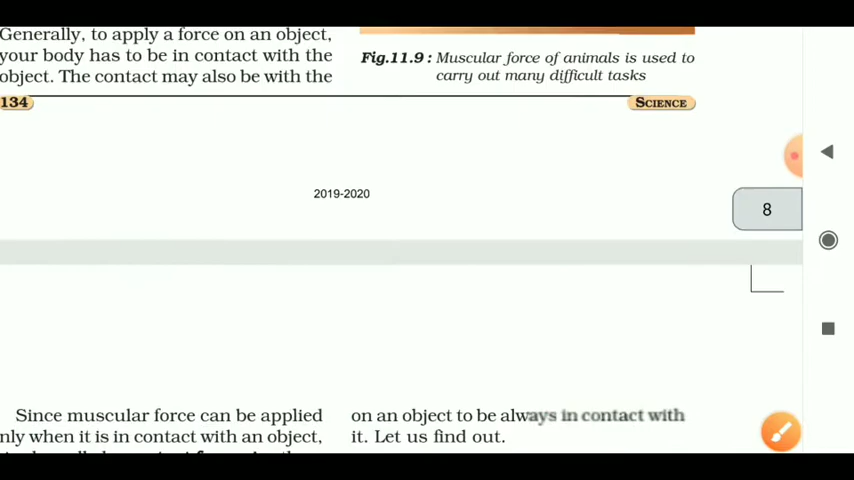 Generally, to apply a force on an object,
your body has to be in contact with the
object. The contact may also be with the
Fig.11.9 : Muscular force of animals is used to
carry out many difficult tasks
134
SCIENCE
2019-2020
8
Since muscular force can be applied
nly when it is in contact with an object,
on an object to be always in contact with
it. Let us find out.